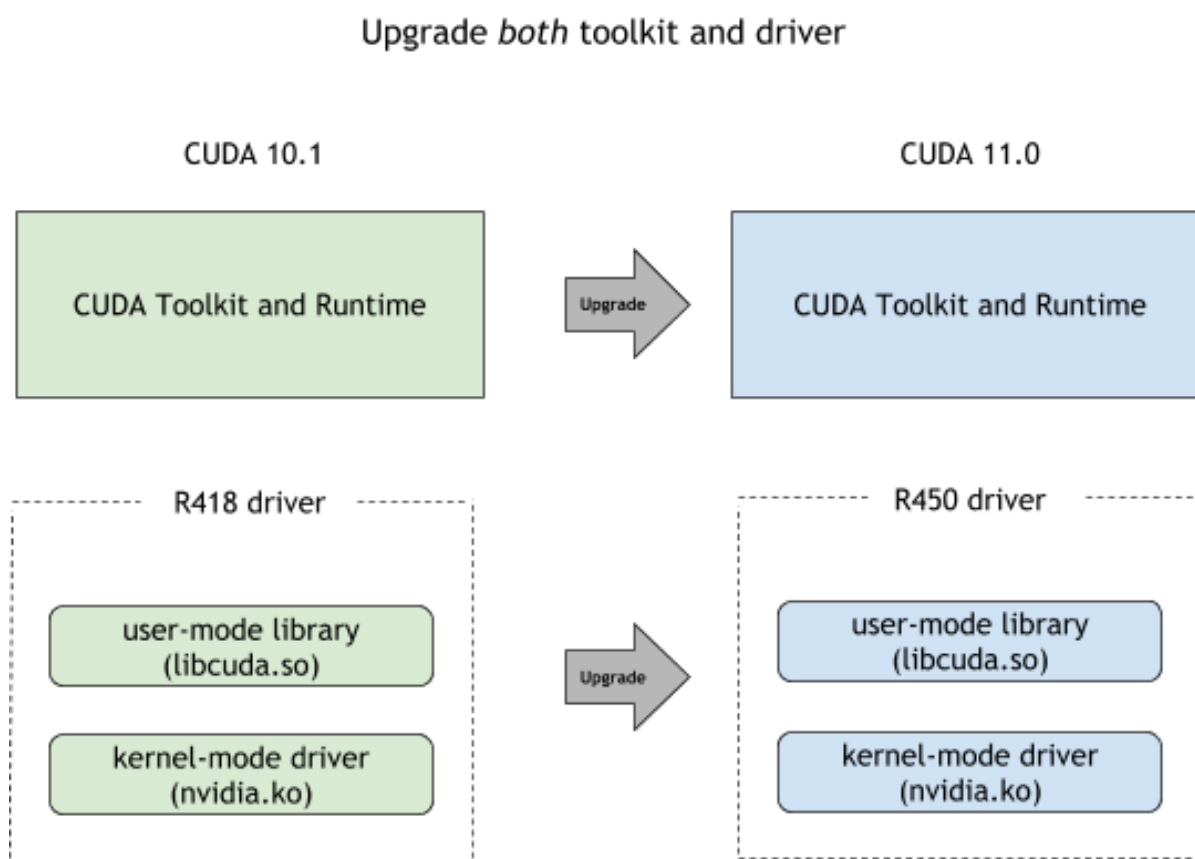 Upgrade both toolkit and driver
CUDA 10.1
CUDA 11.0
CUDA Toolkit and Runtime
Upgrade
CUDA Toolkit and Runtime
R418 driver
R450 driver
user-mode library
(libcuda.so)
Upgrade
user-mode library
(libcuda.so)
kernel-mode driver
(nvidia.ko)
kernel-mode driver
(nvidia.ko)